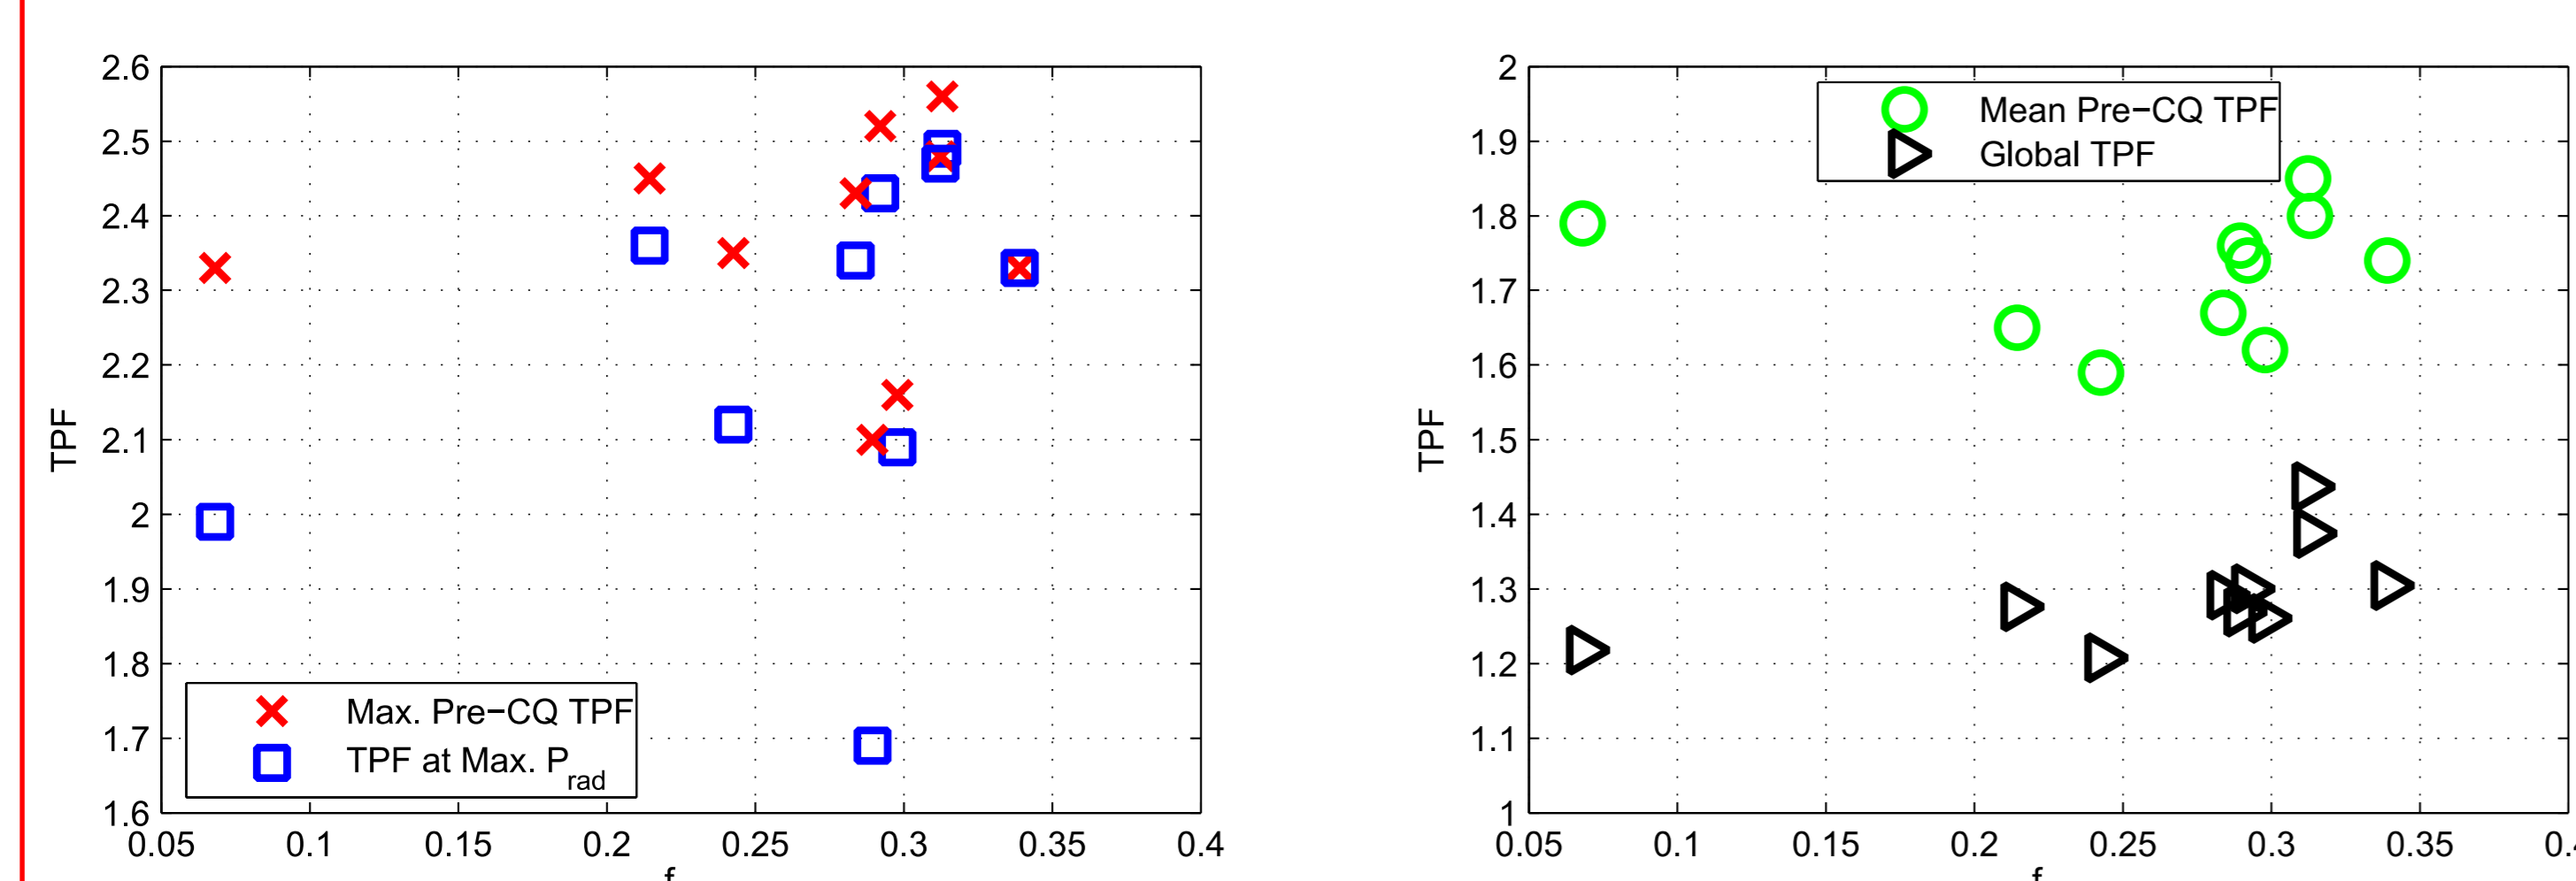 2.6
2.5
2.4
2.3
2.2
2.1
2
1.9
1.8
1.7
1.6
TPF
Max. Pre−CQ TPF
TPF at Max. P_rad
0.05 0.1 0.15 0.2 0.25 0.3 0.35 0.4
f
2
1.9
1.8
1.7
1.6
1.5
1.4
1.3
1.2
1.1
1
TPF
Mean Pre−CQ TPF
Global TPF
0.05 0.1 0.15 0.2 0.25 0.3 0.35
f